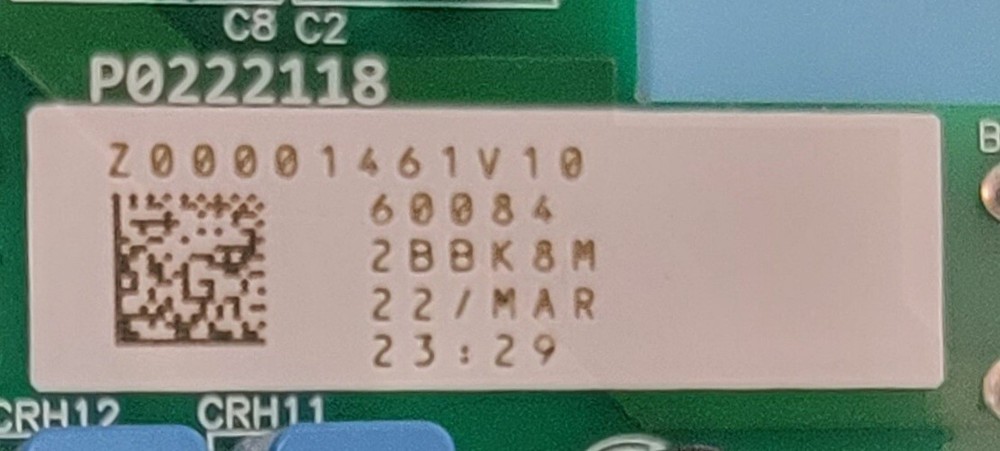 C8 C2
P0222118
Z00001461V10
60084
2BBK8M
22/MAR
23:29
B
CRH12 CRH11